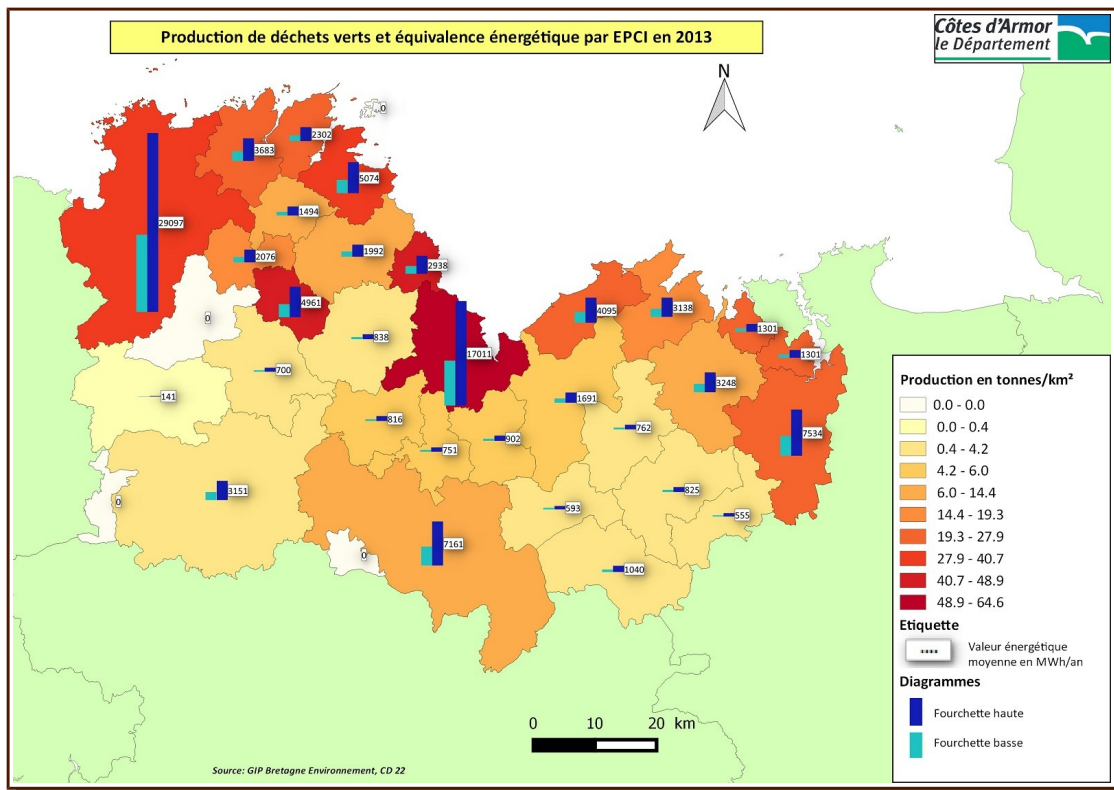 Production de déchets verts et équivalence énergétique par EPCI en 2013
Côtes d'Armor
le Département
N
0
2302
3683
5074
1494
29097
1992
2076
2938
4961
4095
3138
0
838
1301
17011
1301
700
3248
141
1691
816
762
7534
902
751
3151
825
0
593
555
7161
0
1040
Production en tonnes/km²
0.0 - 0.0
0.0 - 0.4
0.4 - 4.2
4.2 - 6.0
6.0 - 14.4
14.4 - 19.3
19.3 - 27.9
27.9 - 40.7
40.7 - 48.9
48.9 - 64.6
Etiquette
Valeur énergétique
moyenne en MWh/an
Diagrammes
Fourchette haute
Fourchette basse
0 10 20 km
Source: GIP Bretagne Environnement, CD 22